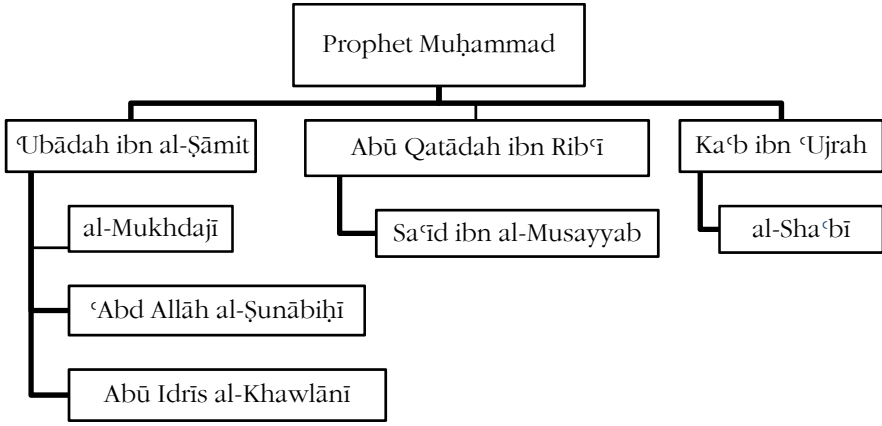 Prophet Muḥammad
ʿUbādah ibn al-Ṣāmit
Abū Qatādah ibn Ribʿī
Kaʿb ibn ʿUjrah
al-Mukhdajī
Saʿīd ibn al-Musayyab
al-Shaʿbī
ʿAbd Allāh al-Ṣunābiḥī
Abū Idrīs al-Khawlānī